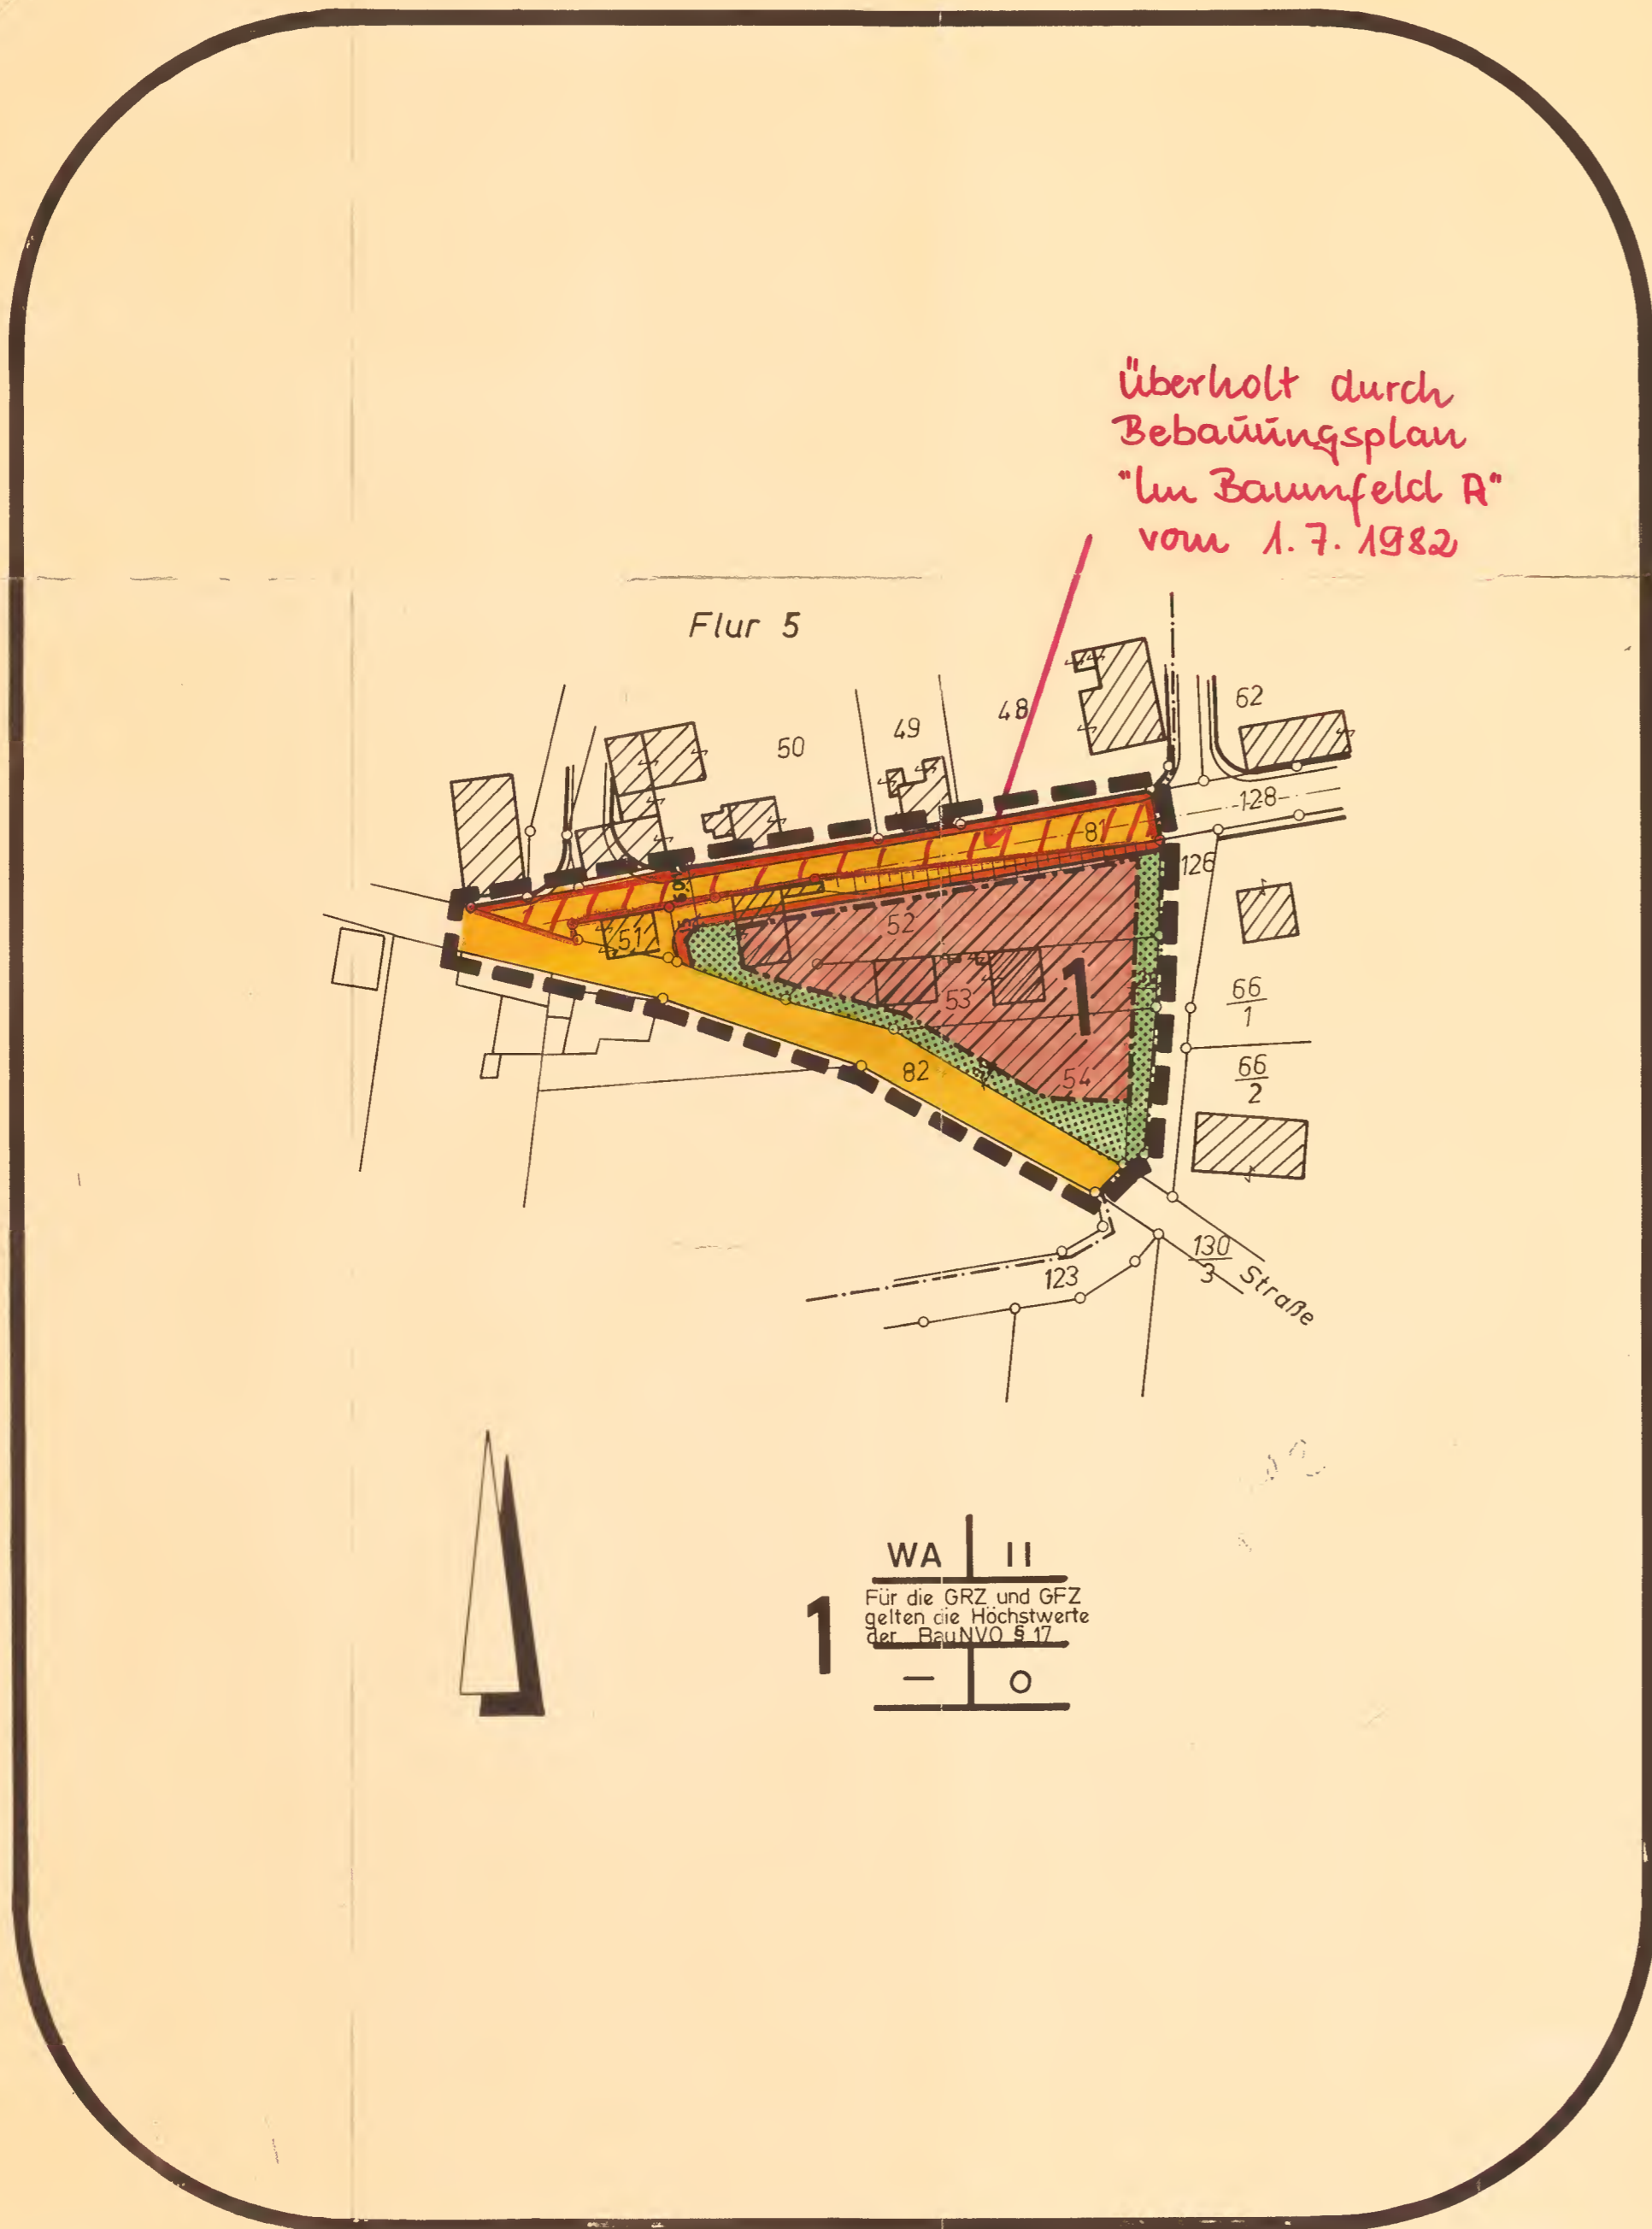 überholt durch
Bebauungsplan
"Im Baumfeld A"
vom 1.7.1982
Flur 5
62
48
49
50
128
81
126
6,0
52
51
1
53
66
1
82
54
66
2
130
3
Straße
123
WA II
1
Für die GRZ und GFZ
gelten die Höchstwerte
der BauNVO § 17
– o